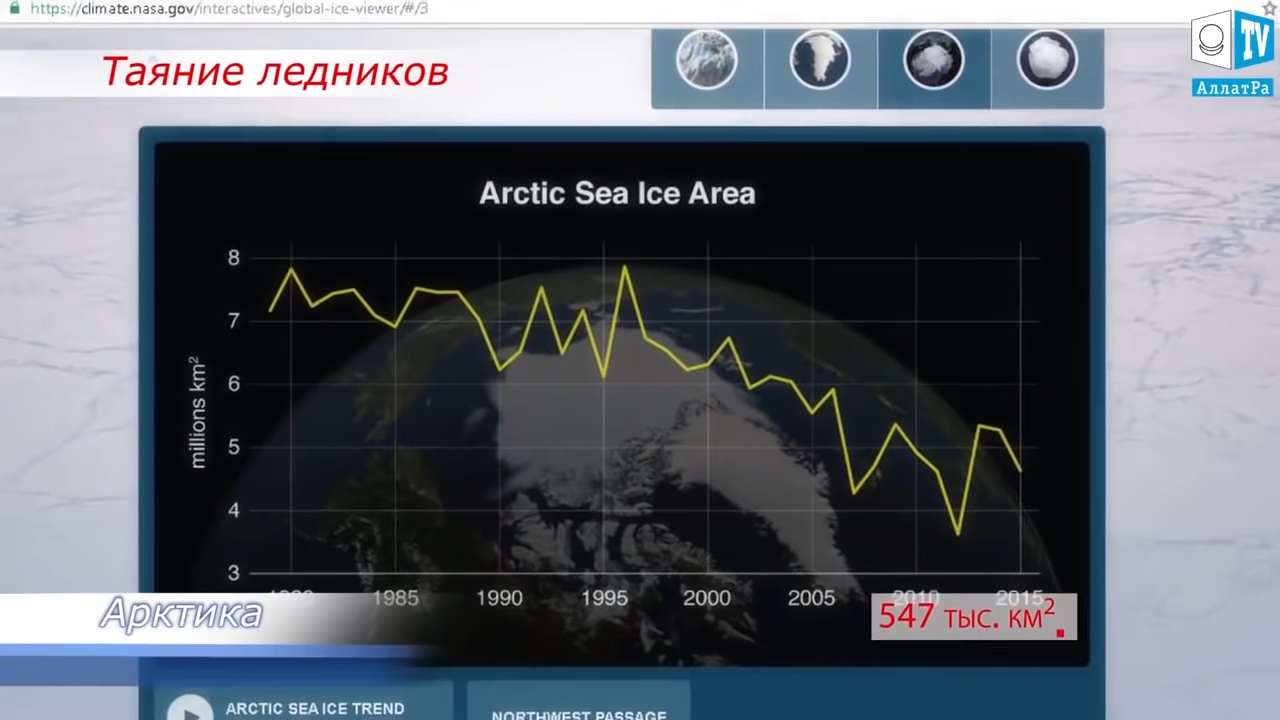 https://climate.nasa.gov/interactives/global-ice-viewer/#/3
Таяние ледников
TV
АллатРа
Arctic Sea Ice Area
millions km²
8
7
6
5
4
3
1985
1990
1995
2000
2005
2010
2015
Арктика
547 тыс. км².
ARCTIC SEA ICE TREND
NORTHWEST PASSAGE